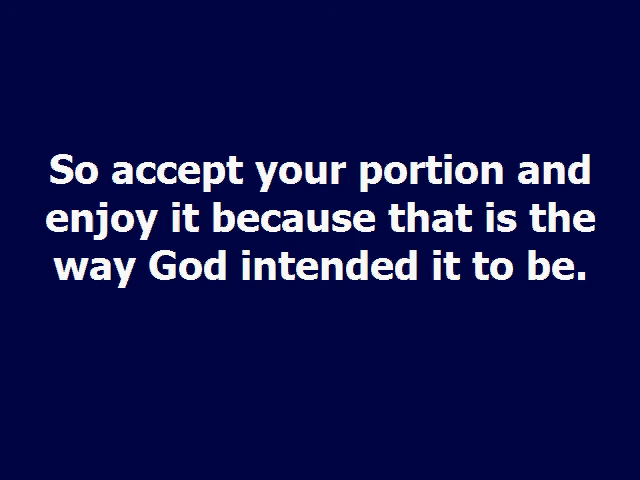 So accept your portion and
enjoy it because that is the
way God intended it to be.